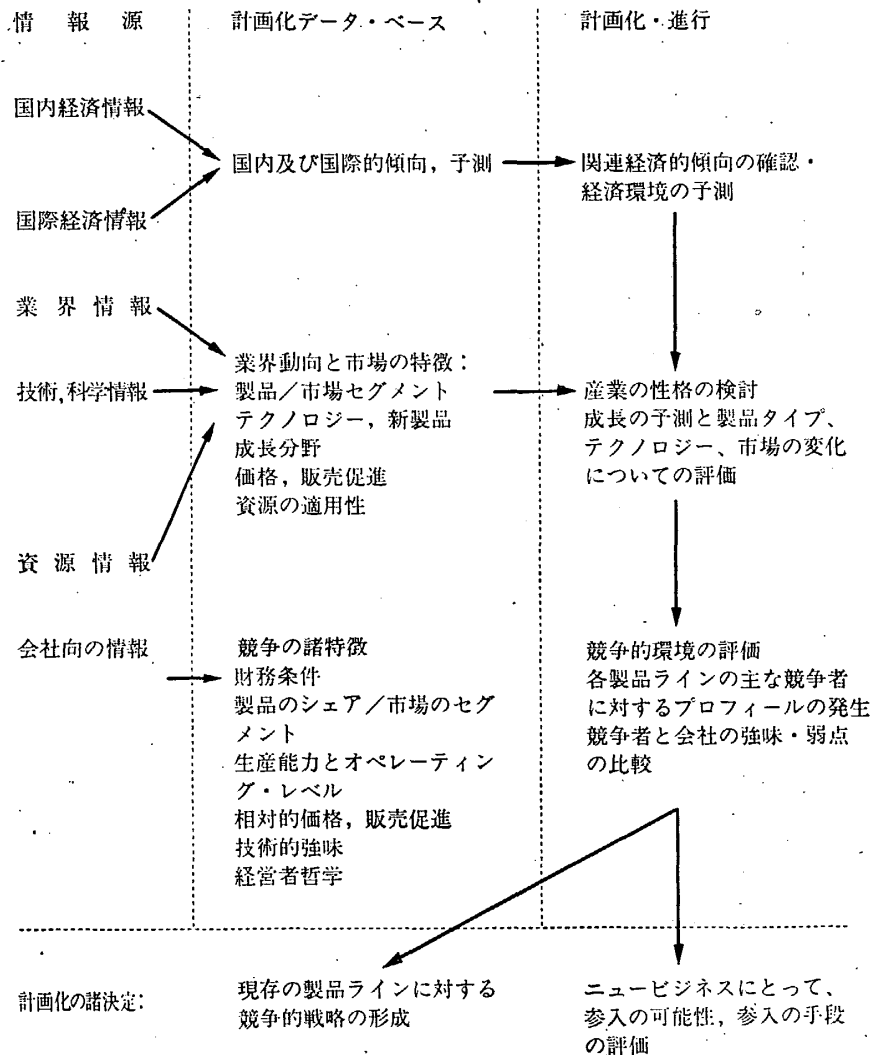 情報源
計画化データ・ベース
計画化・進行
国内経済情報
国際経済情報
国内及び国際的傾向，予測
関連経済的傾向の確認・
経済環境の予測
業界情報
技術,科学情報
資源情報
業界動向と市場の特徴：
製品／市場セグメント
テクノロジー，新製品
成長分野
価格，販売促進
資源の適用性
産業の性格の検討
成長の予測と製品タイプ、
テクノロジー、市場の変化
についての評価
会社向の情報
競争の諸特徴
財務条件
製品のシェア／市場のセグ
メント
生産能力とオペレーティン
グ・レベル
相対的価格，販売促進
技術的強味
経営者哲学
競争的環境の評価
各製品ラインの主な競争者
に対するプロフィールの発生
競争者と会社の強味・弱点
の比較
計画化の諸決定：
現存の製品ラインに対する
競争的戦略の形成
ニュービジネスにとって、
参入の可能性，参入の手段
の評価